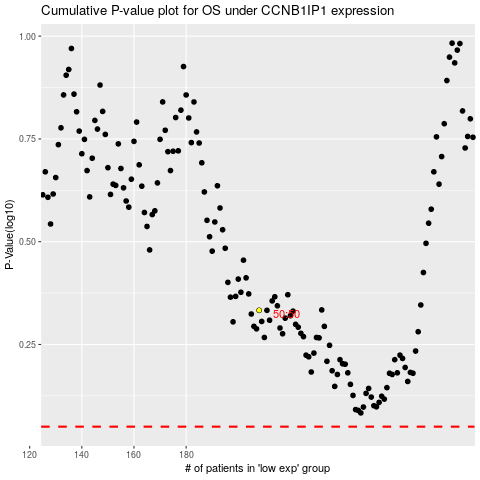 Cumulative P-value plot for OS under CCNB1IP1 expression
P-Value(log10)
1.00
0.75
0.50
0.25
50:50
120 140 160 180
# of patients in 'low exp' group